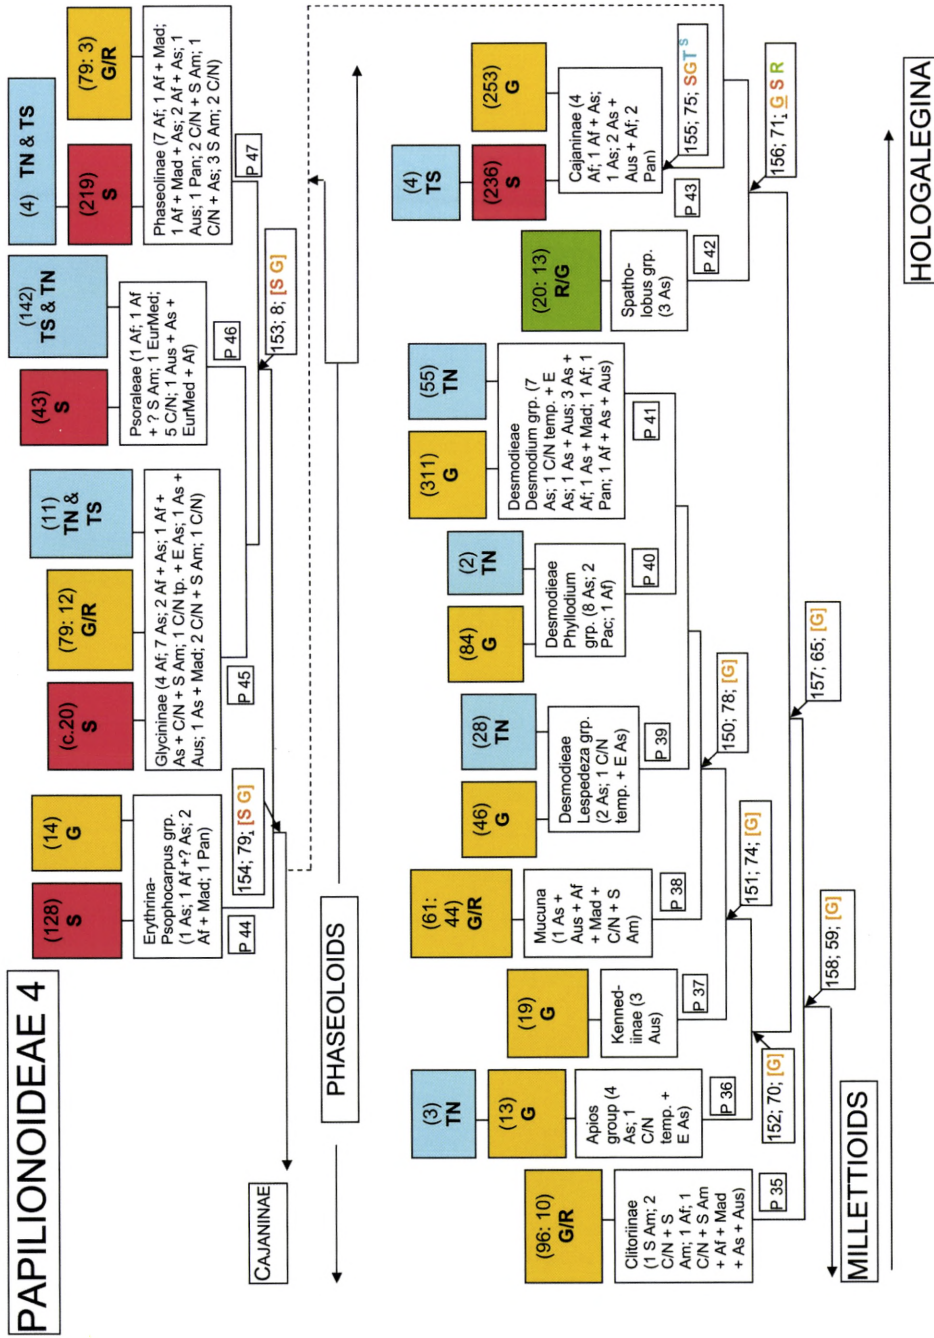 PAPILIONOIDEAE 4
(128)
S
(14)
G
Erythrina-
Psophocarpus grp.
(1 As; 1 Af +? As; 2
Af + Mad; 1 Pan)
P 44
154; 79; [S G]
(c.20)
S
(79: 12)
G/R
(11)
TN &
TS
Glycininae (4 Af; 7 As; 2 Af + As; 1 Af +
As + C/N + S Am; 1 C/N tp. + E As; 1 As +
Aus; 1 As + Mad; 2 C/N + S Am; 1 C/N)
P 45
(43)
S
(142)
TS & TN
Psoraleae (1 Af; 1 Af
+ ? S Am; 1 EurMed;
5 C/N; 1 Aus + As +
EurMed + Af)
P 46
153; 8; [S G]
(4) TN & TS
(219)
S
(79: 3)
G/R
Phaseolinae (7 Af; 1 Af + Mad;
1 Af + Mad + As; 2 Af + As; 1
Aus; 1 Pan; 2 C/N + S Am; 1
C/N + As; 3 S Am; 2 C/N)
P 47
CAJANINAE
PHASEOLOIDS
(96: 10)
G/R
Clitoriinae
(1 S Am; 2
C/N + S
Am; 1 Af; 1
C/N + S Am
+ Af + Mad
+ As + Aus)
P 35
(3)
TN
(13)
G
Apios
group (4
As; 1
C/N
temp. +
E As)
P 36
152; 70; [G]
(19)
G
Kenned-
iinae (3
Aus)
P 37
151; 74; [G]
(61:
44)
G/R
Mucuna
(1 As +
Aus + Af
+ Mad +
C/N + S
Am)
P 38
(46)
G
(28)
TN
Desmodieae
Lespedeza grp.
(2 As; 1 C/N
temp. + E As)
P 39
150; 78; [G]
(84)
G
(2)
TN
Desmodieae
Phyllodium
grp. (8 As; 2
Pac; 1 Af)
P 40
(311)
G
(55)
TN
Desmodieae
Desmodium grp. (7
As; 1 C/N temp. + E
As; 1 As + Aus; 3 As +
Af; 1 As + Mad; 1 Af; 1
Pan; 1 Af + As + Aus)
P 41
(20: 13)
R/G
Spatho-
lobus grp.
(3 As)
P 42
(4)
TS
(236)
S
(253)
G
Cajaninae (4
Af; 1 Af + As;
1 As; 2 As +
Aus + Af; 2
Pan)
P 43
155; 75; SGT S
156; 71; G S R
157; 65; [G]
158; 59; [G]
MILLETTIOIDS
HOLOGALEGINA